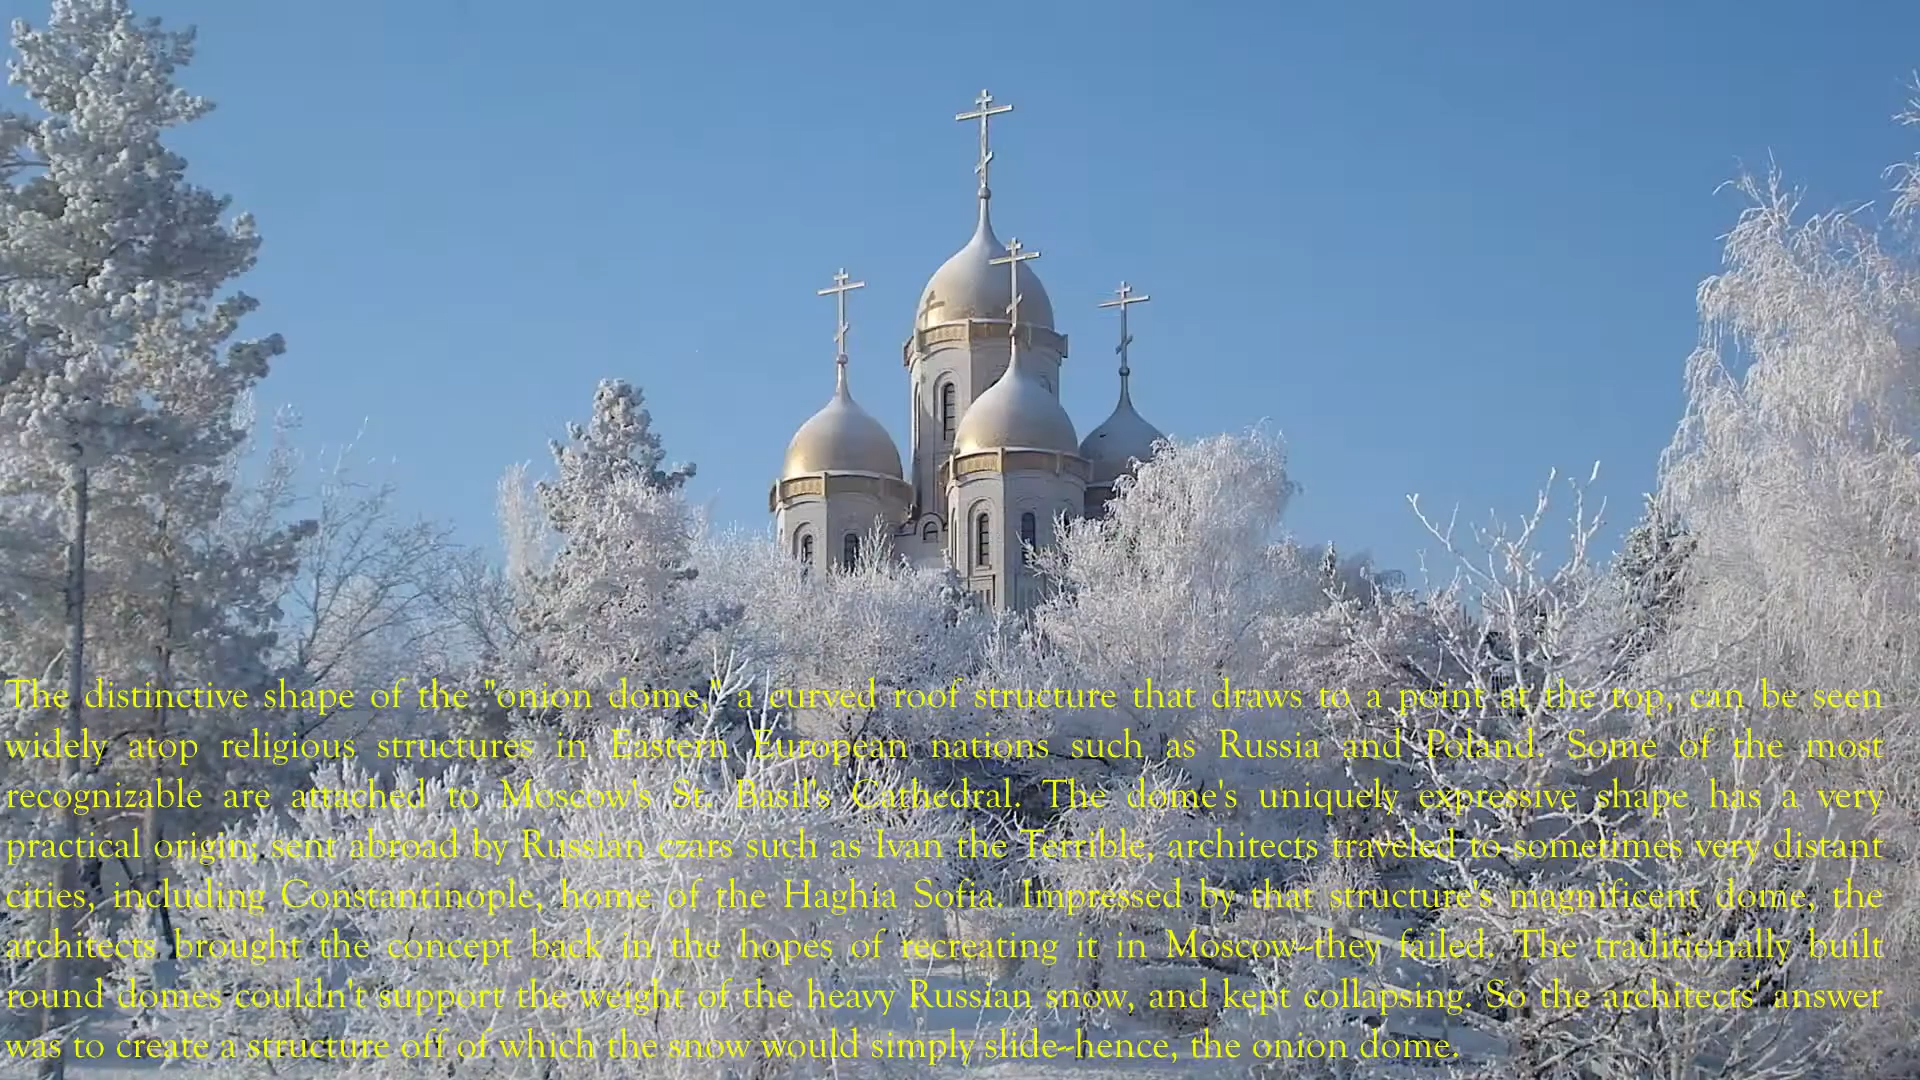 The distinctive shape of the "onion dome," a curved roof structure that draws to a point at the top, can be seen
widely atop religious structures in Eastern European nations such as Russia and Poland. Some of the most
recognizable are attached to Moscow's St. Basil's Cathedral. The dome's uniquely expressive shape has a very
practical origin; sent abroad by Russian czars such as Ivan the Terrible, architects traveled to sometimes very distant
cities, including Constantinople, home of the Haghia Sofia. Impressed by that structure's magnificent dome, the
architects brought the concept back in the hopes of recreating it in Moscow--they failed. The traditionally built
round domes couldn't support the weight of the heavy Russian snow, and kept collapsing. So the architects' answer
was to create a structure off of which the snow would simply slide--hence, the onion dome.